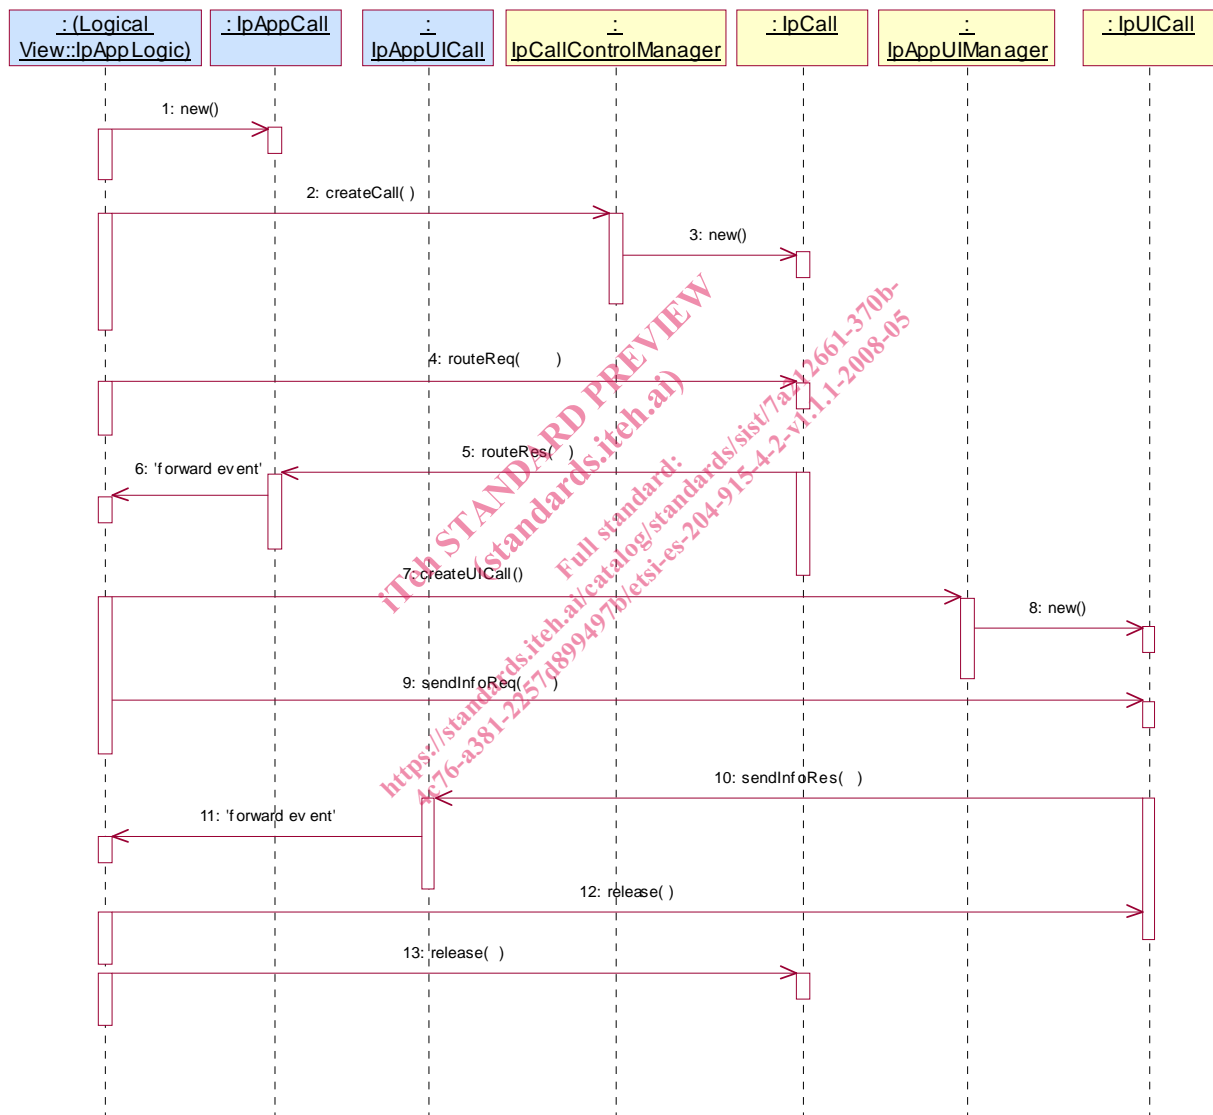 : (Logical
View::IpAppLogic)
: IpAppCall
:
IpAppUICall
:
IpCallControlManager
: IpCall
:
IpAppUIManager
: IpUICall
1: new()
2: createCall( )
3: new()
4: routeReq( )
5: routeRes( )
6: 'forward event'
7: createUICall()
8: new()
9: sendInfoReq( )
10: sendInfoRes( )
11: 'forward event'
12: release( )
13: release( )
iTeh STANDARD PREVIEW
(standards.iteh.ai)
Full standard:
https://standards.iteh.ai/catalog/standards/sist/7a212661-370b-
4c76-a381-2257d899497b/etsi-es-204-915-4-2-v1.1.1-2008-05